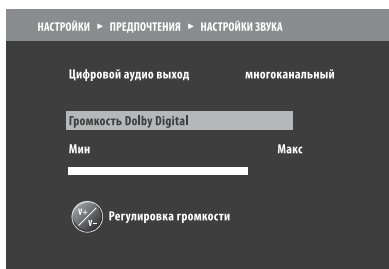 НАСТРОЙКИ ► ПРЕДПОЧТЕНИЯ ► НАСТРОЙКИ ЗВУКА
Цифровой аудио выход многоканальный
Громкость Dolby Digital
Мин Макс
V+/V– Регулировка громкости